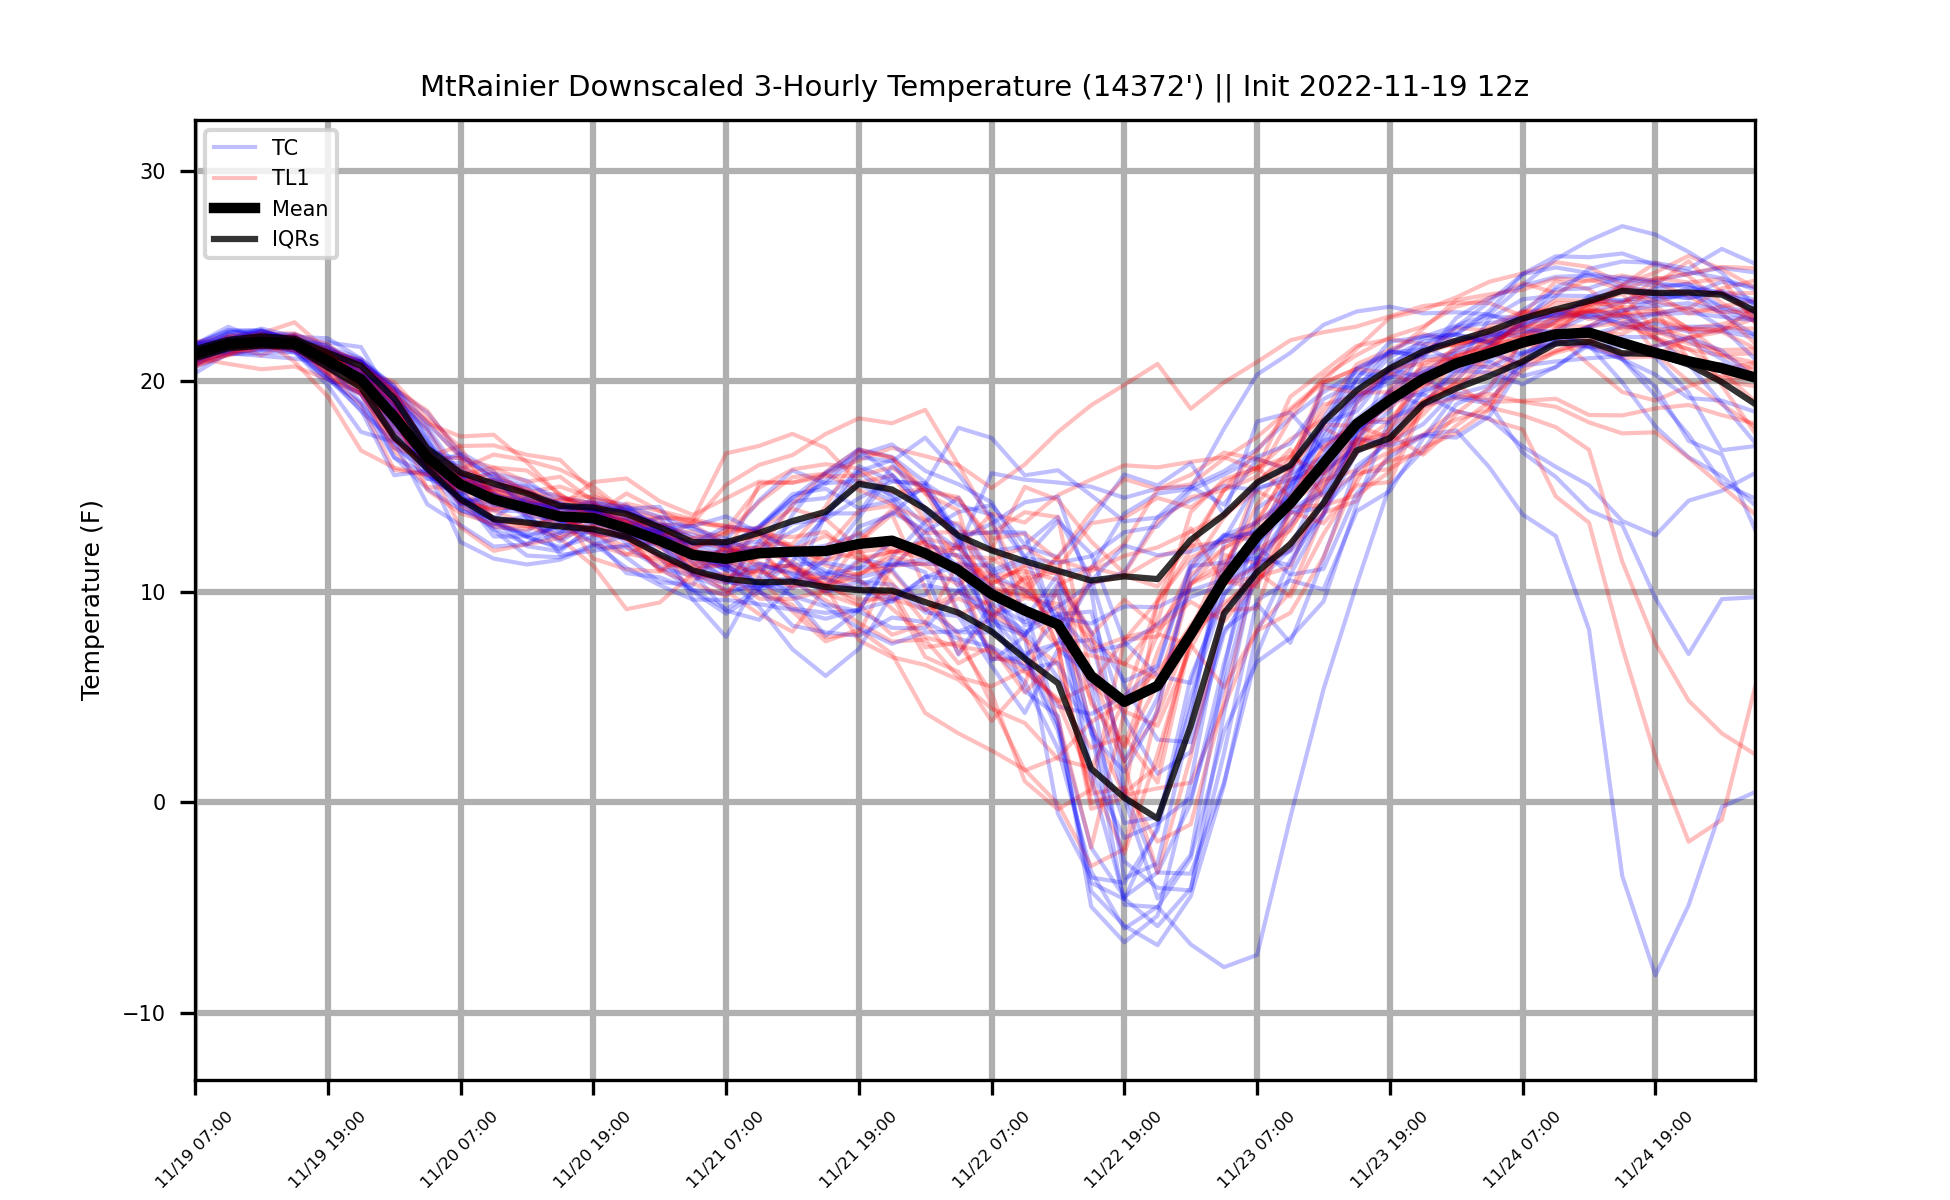 MtRainier Downscaled 3-Hourly Temperature (14372') || Init 2022-11-19 12z
TC
TL1
Mean
IQRs
Temperature (F)
30
20
10
0
−10
11/19 07:00
11/19 19:00
11/20 07:00
11/20 19:00
11/21 07:00
11/21 19:00
11/22 07:00
11/22 19:00
11/23 07:00
11/23 19:00
11/24 07:00
11/24 19:00